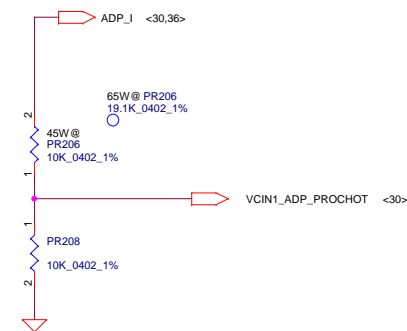 ADP_I <30,36>
65W@ PR206
19.1K_0402_1%
2
45W@
PR206
10K_0402_1%
1
VCIN1_ADP_PROCHOT <30>
1
PR208
10K_0402_1%
2